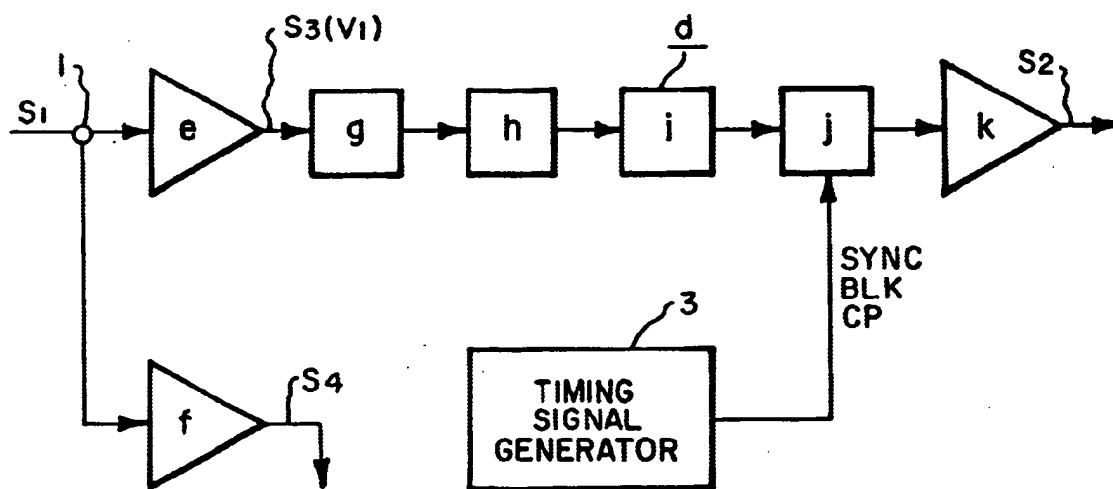 S3(V1)
1
d
S2
S1
e
g
h
i
j
k
SYNC
BLK
CP
3
S4
f
TIMING
SIGNAL
GENERATOR